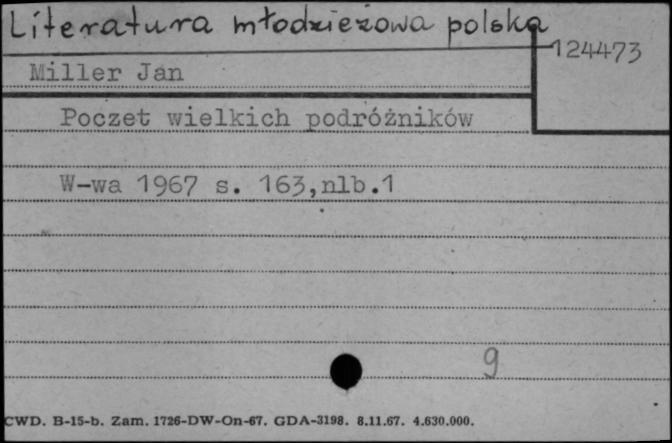 Literatura młodzieżowa polska
124473
Miller Jan
Poczet wielkich podróżników
W-wa 1967 s. 163,nlb.1
9
CWD. B-15-b. Zam. 1726-DW-On-67. GDA-3198. 8.11.67. 4.630.000.